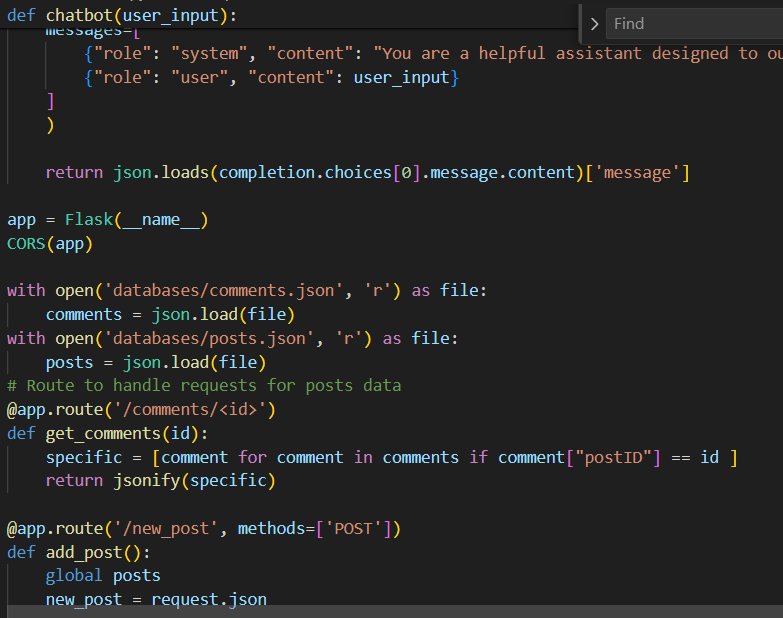 def chatbot(user_input):
> Find
messages=[
{"role": "system", "content": "You are a helpful assistant designed to ou
{"role": "user", "content": user_input}
]
)
return json.loads(completion.choices[0].message.content)['message']
app = Flask(__name__)
CORS(app)
with open('databases/comments.json', 'r') as file:
comments = json.load(file)
with open('databases/posts.json', 'r') as file:
posts = json.load(file)
# Route to handle requests for posts data
@app.route('/comments/<id>')
def get_comments(id):
specific = [comment for comment in comments if comment["postID"] == id ]
return jsonify(specific)
@app.route('/new_post', methods=['POST'])
def add_post():
global posts
new_post = request.json